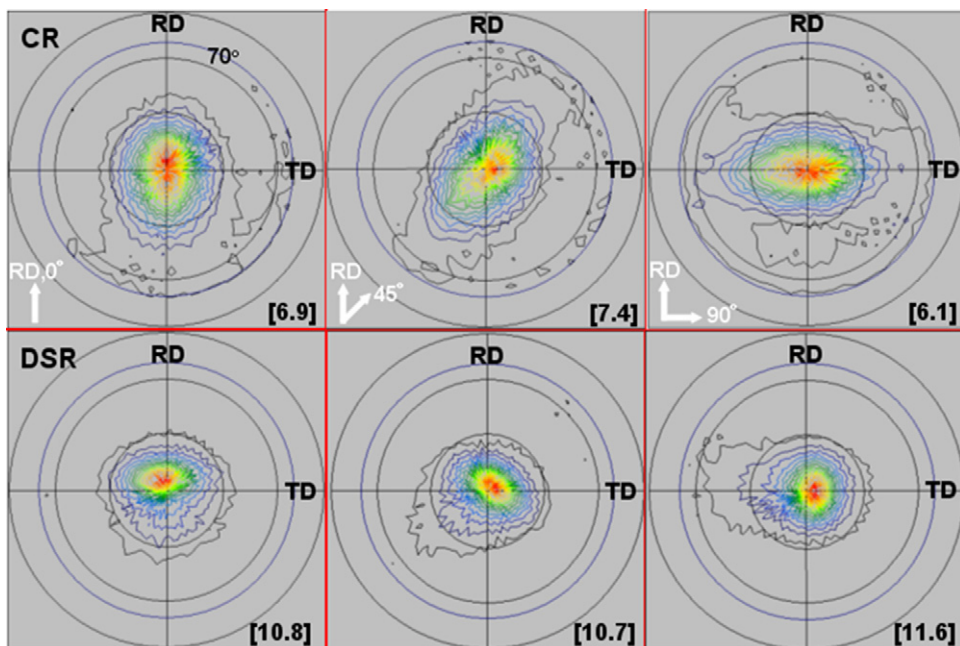 CR
RD
70°
TD
RD,0°
[6.9]
RD
TD
RD
45°
[7.4]
RD
TD
RD
90°
[6.1]
DSR
RD
TD
[10.8]
RD
TD
[10.7]
RD
TD
[11.6]